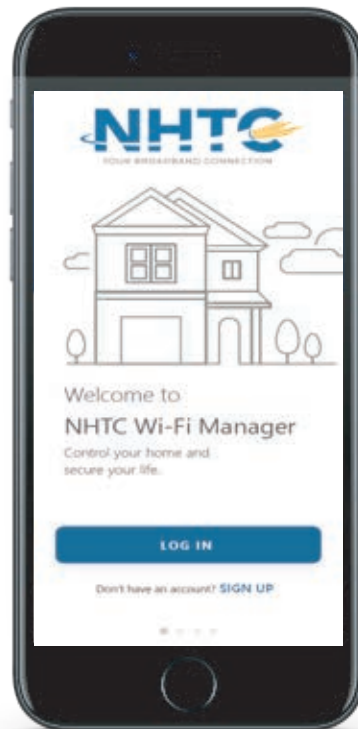 NHTC
YOUR BROADBAND CONNECTION
Welcome to
NHTC Wi-Fi Manager
Control your home and
secure your life.
LOG IN
Don't have an account? SIGN UP